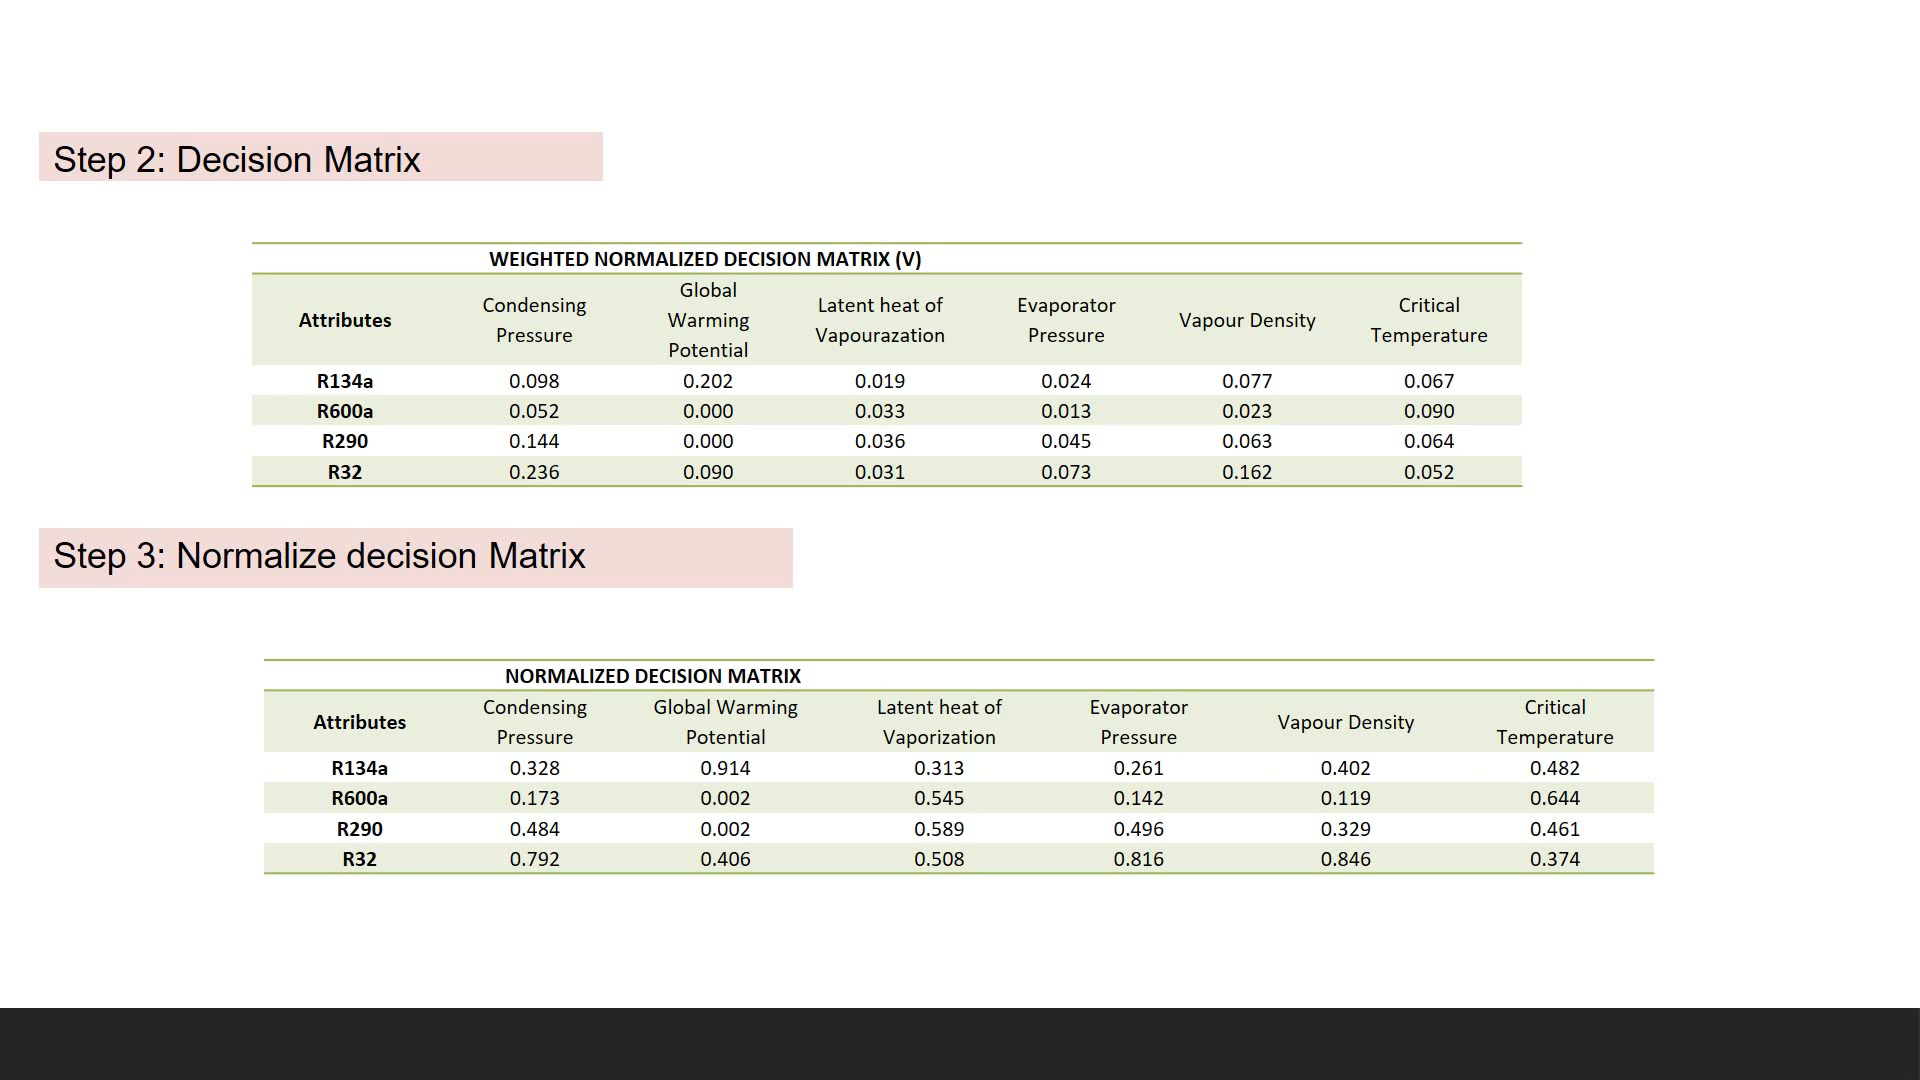 Step 2: Decision Matrix
WEIGHTED NORMALIZED DECISION MATRIX (V)
Attributes Condensing Pressure Global Warming Potential Latent heat of Vapourazation Evaporator Pressure Vapour Density Critical Temperature
R134a 0.098 0.202 0.019 0.024 0.077 0.067
R600a 0.052 0.000 0.033 0.013 0.023 0.090
R290 0.144 0.000 0.036 0.045 0.063 0.064
R32 0.236 0.090 0.031 0.073 0.162 0.052
Step 3: Normalize decision Matrix
NORMALIZED DECISION MATRIX
Attributes Condensing Pressure Global Warming Potential Latent heat of Vaporization Evaporator Pressure Vapour Density Critical Temperature
R134a 0.328 0.914 0.313 0.261 0.402 0.482
R600a 0.173 0.002 0.545 0.142 0.119 0.644
R290 0.484 0.002 0.589 0.496 0.329 0.461
R32 0.792 0.406 0.508 0.816 0.846 0.374